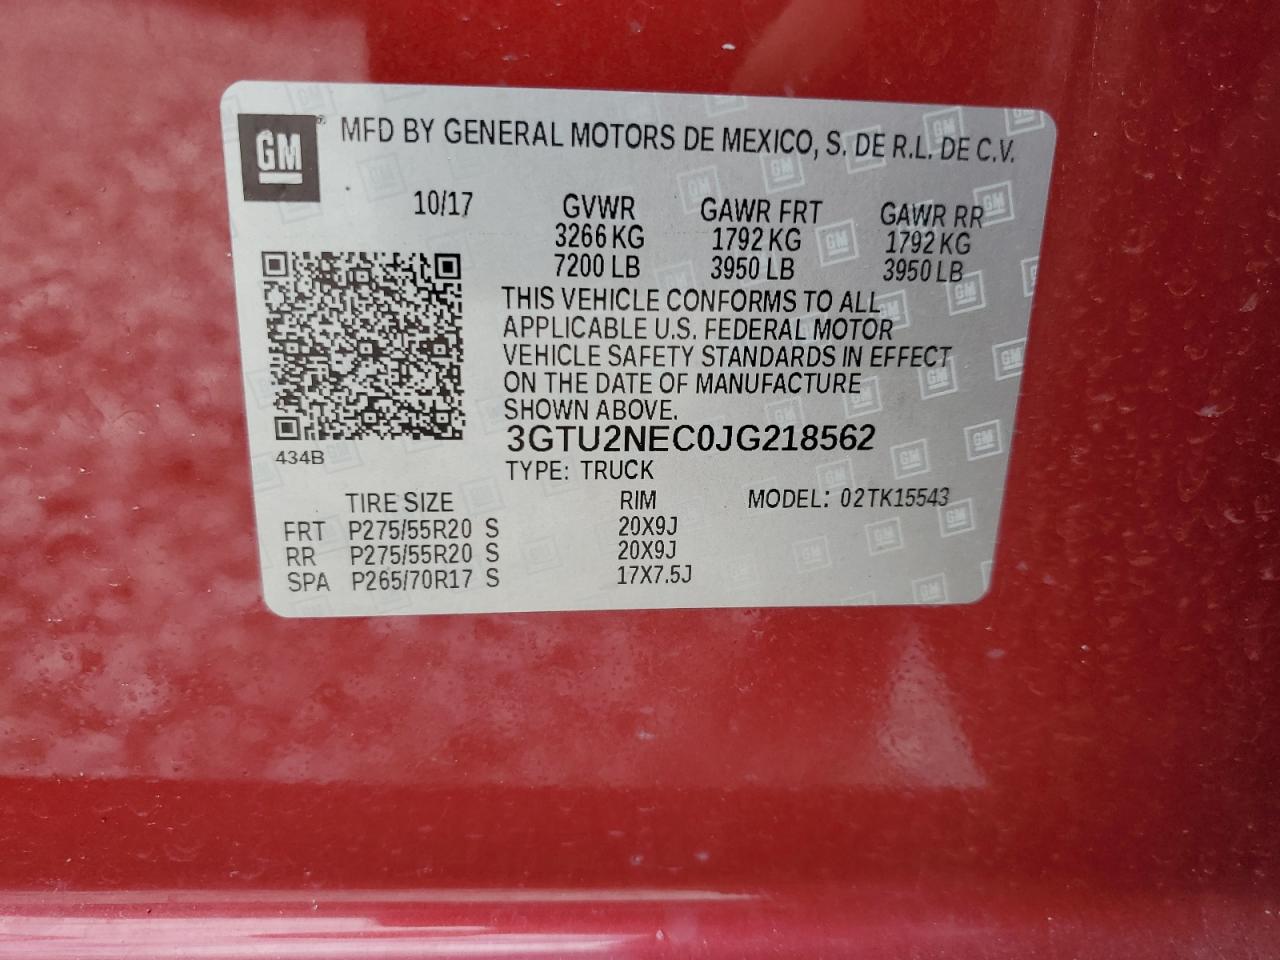 GM
MFD BY GENERAL MOTORS DE MEXICO, S. DE R.L. DE C.V.
10/17 GVWR GAWR FRT GAWR RR
3266 KG 1792 KG 1792 KG
7200 LB 3950 LB 3950 LB
THIS VEHICLE CONFORMS TO ALL
APPLICABLE U.S. FEDERAL MOTOR
VEHICLE SAFETY STANDARDS IN EFFECT
ON THE DATE OF MANUFACTURE
SHOWN ABOVE.
3GTU2NEC0JG218562
434B
TYPE: TRUCK
TIRE SIZE RIM MODEL: 02TK15543
FRT P275/55R20 S 20X9J
RR P275/55R20 S 20X9J
SPA P265/70R17 S 17X7.5J